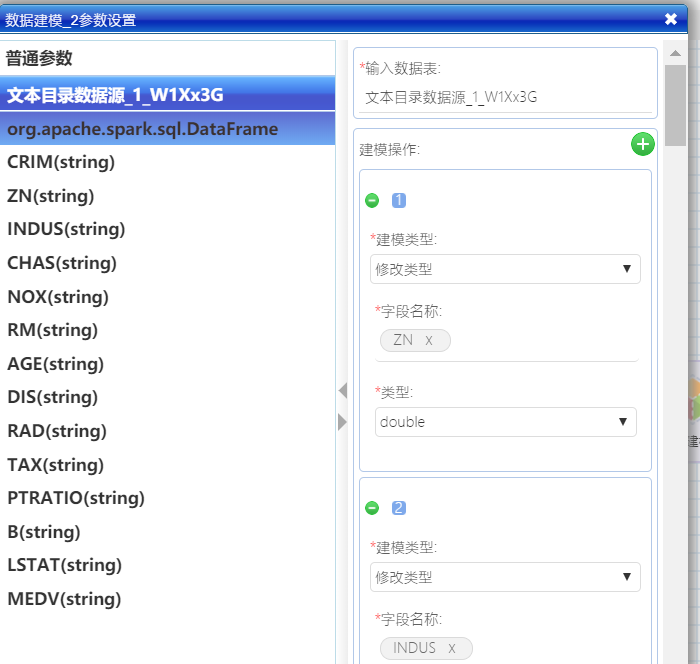 数据建模_2参数设置
普通参数
文本目录数据源_1_W1Xx3G
org.apache.spark.sql.DataFrame
CRIM(string)
ZN(string)
INDUS(string)
CHAS(string)
NOX(string)
RM(string)
AGE(string)
DIS(string)
RAD(string)
TAX(string)
PTRATIO(string)
B(string)
LSTAT(string)
MEDV(string)
*输入数据表:
文本目录数据源_1_W1Xx3G
建模操作:
1
*建模类型:
修改类型
*字段名称:
ZN x
*类型:
double
2
*建模类型:
修改类型
*字段名称:
INDUS x